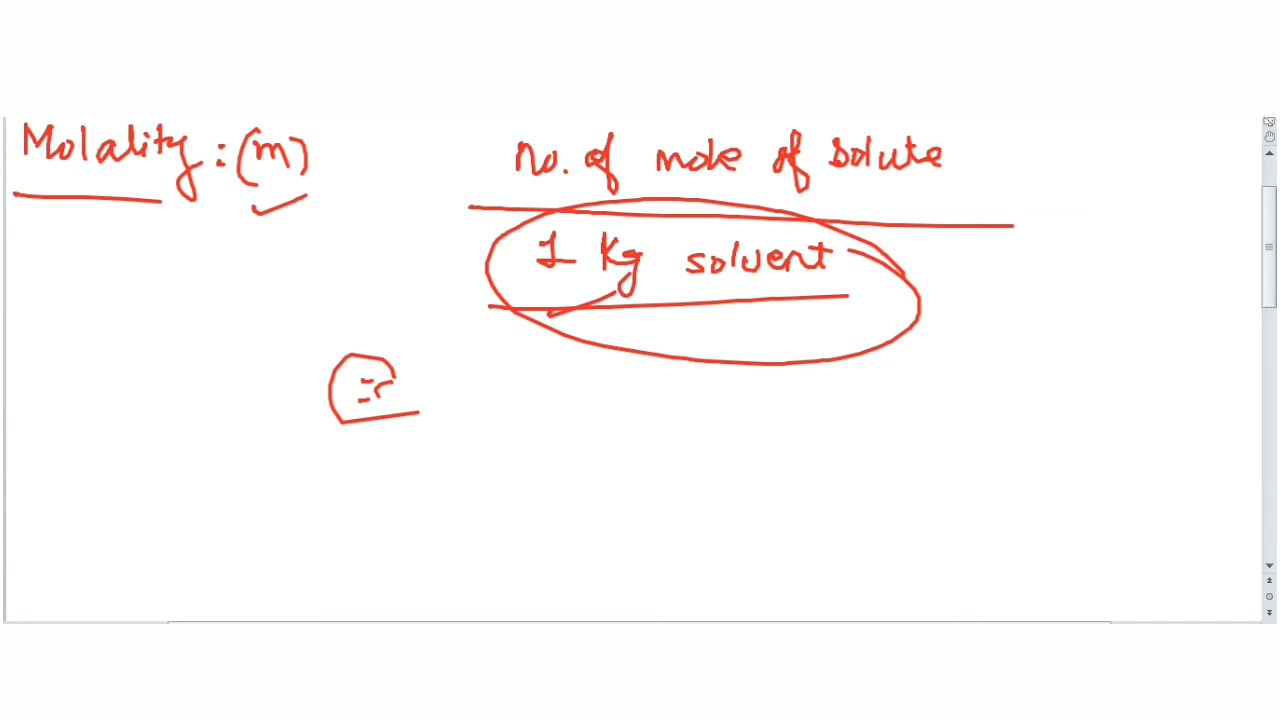 Molality : (m)
no. of mole of solute
1 Kg solvent
=